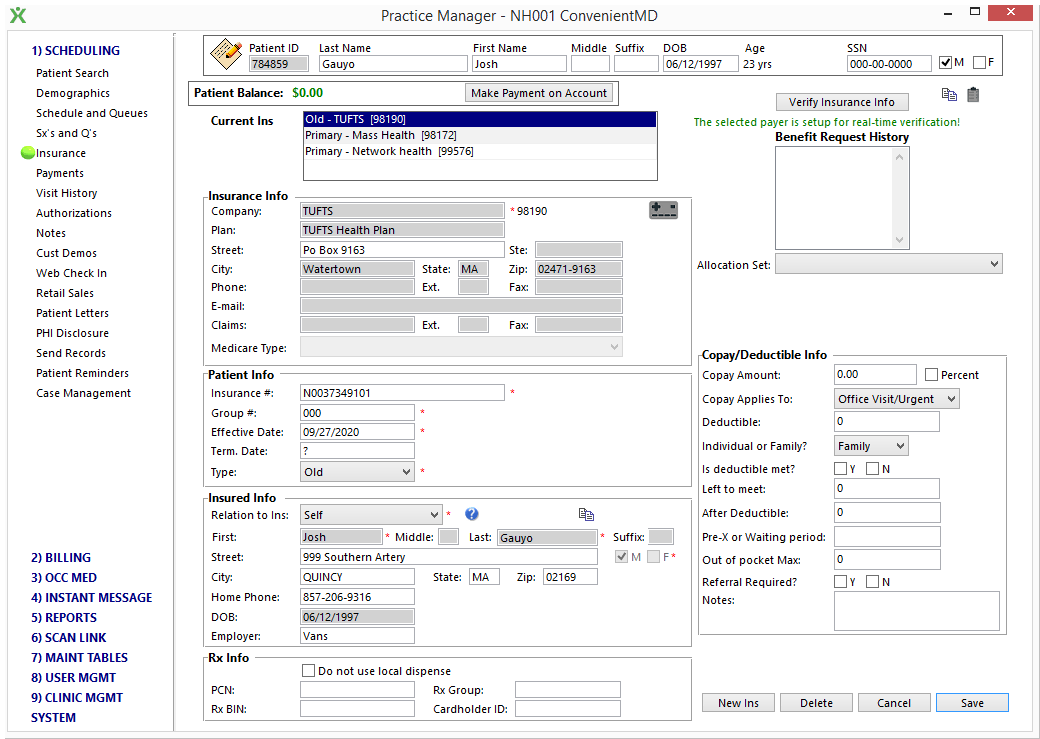 Practice Manager - NH001 ConvenientMD
1) SCHEDULING
Patient Search
Demographics
Schedule and Queues
Sx's and Q's
Insurance
Payments
Visit History
Authorizations
Notes
Cust Demos
Web Check In
Retail Sales
Patient Letters
PHI Disclosure
Send Records
Patient Reminders
Case Management
2) BILLING
3) OCC MED
4) INSTANT MESSAGE
5) REPORTS
6) SCAN LINK
7) MAINT TABLES
8) USER MGMT
9) CLINIC MGMT
SYSTEM
Patient ID Last Name First Name Middle Suffix DOB Age SSN
784859 Gauyo Josh 06/12/1997 23 yrs 000-00-0000 M F
Patient Balance: $0.00 Make Payment on Account
Current Ins
Old - TUFTS [98190]
Primary - Mass Health [98172]
Primary - Network health [99576]
Verify Insurance Info
The selected payer is setup for real-time verification!
Benefit Request History
Allocation Set:
Insurance Info
Company: TUFTS * 98190
Plan: TUFTS Health Plan
Street: Po Box 9163 Ste:
City: Watertown State: MA Zip: 02471-9163
Phone: Ext. Fax:
E-mail:
Claims: Ext. Fax:
Medicare Type:
Patient Info
Insurance #: N0037349101 *
Group #: 000 *
Effective Date: 09/27/2020 *
Term. Date: ?
Type: Old *
Insured Info
Relation to Ins: Self * ?
First: Josh * Middle: Last: Gauyo * Suffix:
Street: 999 Southern Artery M F *
City: QUINCY State: MA Zip: 02169
Home Phone: 857-206-9316
DOB: 06/12/1997
Employer: Vans
Rx Info
Do not use local dispense
PCN: Rx Group:
Rx BIN: Cardholder ID:
Copay/Deductible Info
Copay Amount: 0.00 Percent
Copay Applies To: Office Visit/Urgent
Deductible: 0
Individual or Family? Family
Is deductible met? Y N
Left to meet: 0
After Deductible: 0
Pre-X or Waiting period:
Out of pocket Max: 0
Referral Required? Y N
Notes:
New Ins Delete Cancel Save